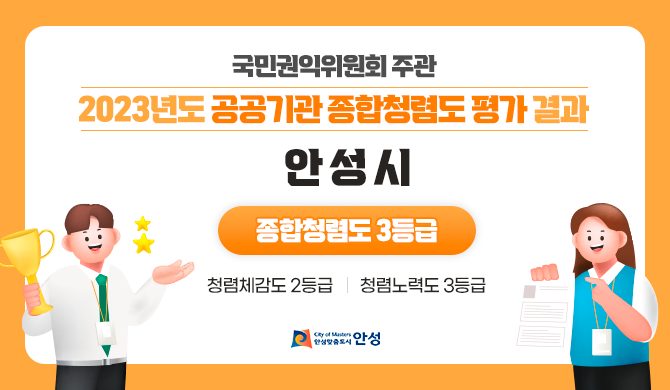 국민권익위원회 주관
2023년도 공공기관 종합청렴도 평가 결과
안성시
종합청렴도 3등급
청렴체감도 2등급 | 청렴노력도 3등급
City of Masters
안성맞춤도시 안성